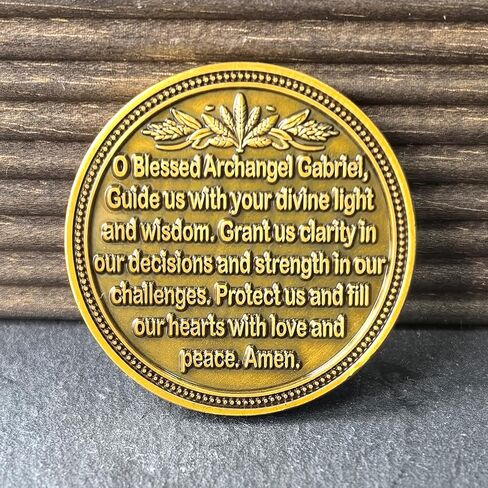 O Blessed Archangel Gabriel,
Guide us with your divine light
and wisdom. Grant us clarity in
our decisions and strength in our
challenges. Protect us and fill
our hearts with love and
peace. Amen.